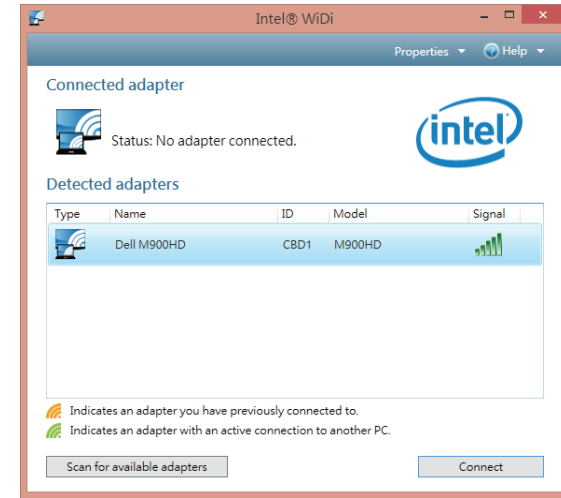 Intel® WiDi
Properties Help
Connected adapter
Status: No adapter connected.
intel
Detected adapters
Type Name ID Model Signal
Dell M900HD CBD1 M900HD
Indicates an adapter you have previously connected to.
Indicates an adapter with an active connection to another PC.
Scan for available adapters Connect